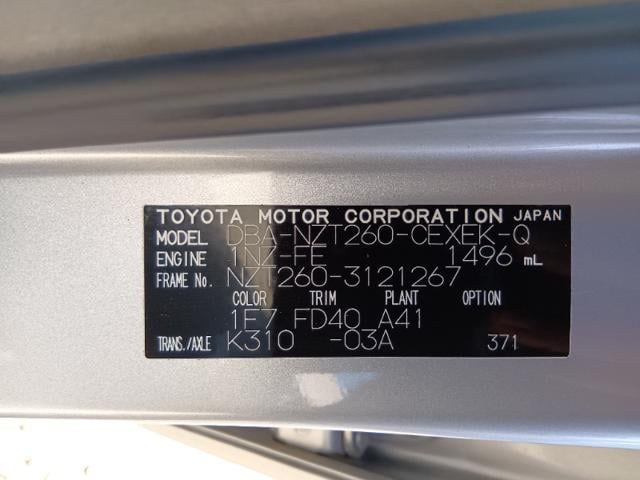 TOYOTA MOTOR CORPORATION JAPAN
MODEL DBA-NZT260-CEXEK-Q
ENGINE 1NZ-FE 1496 mL
FRAME No. NZT260-3121267
COLOR TRIM PLANT OPTION
1F7 FD40 A41
TRANS./AXLE K310 -03A 371